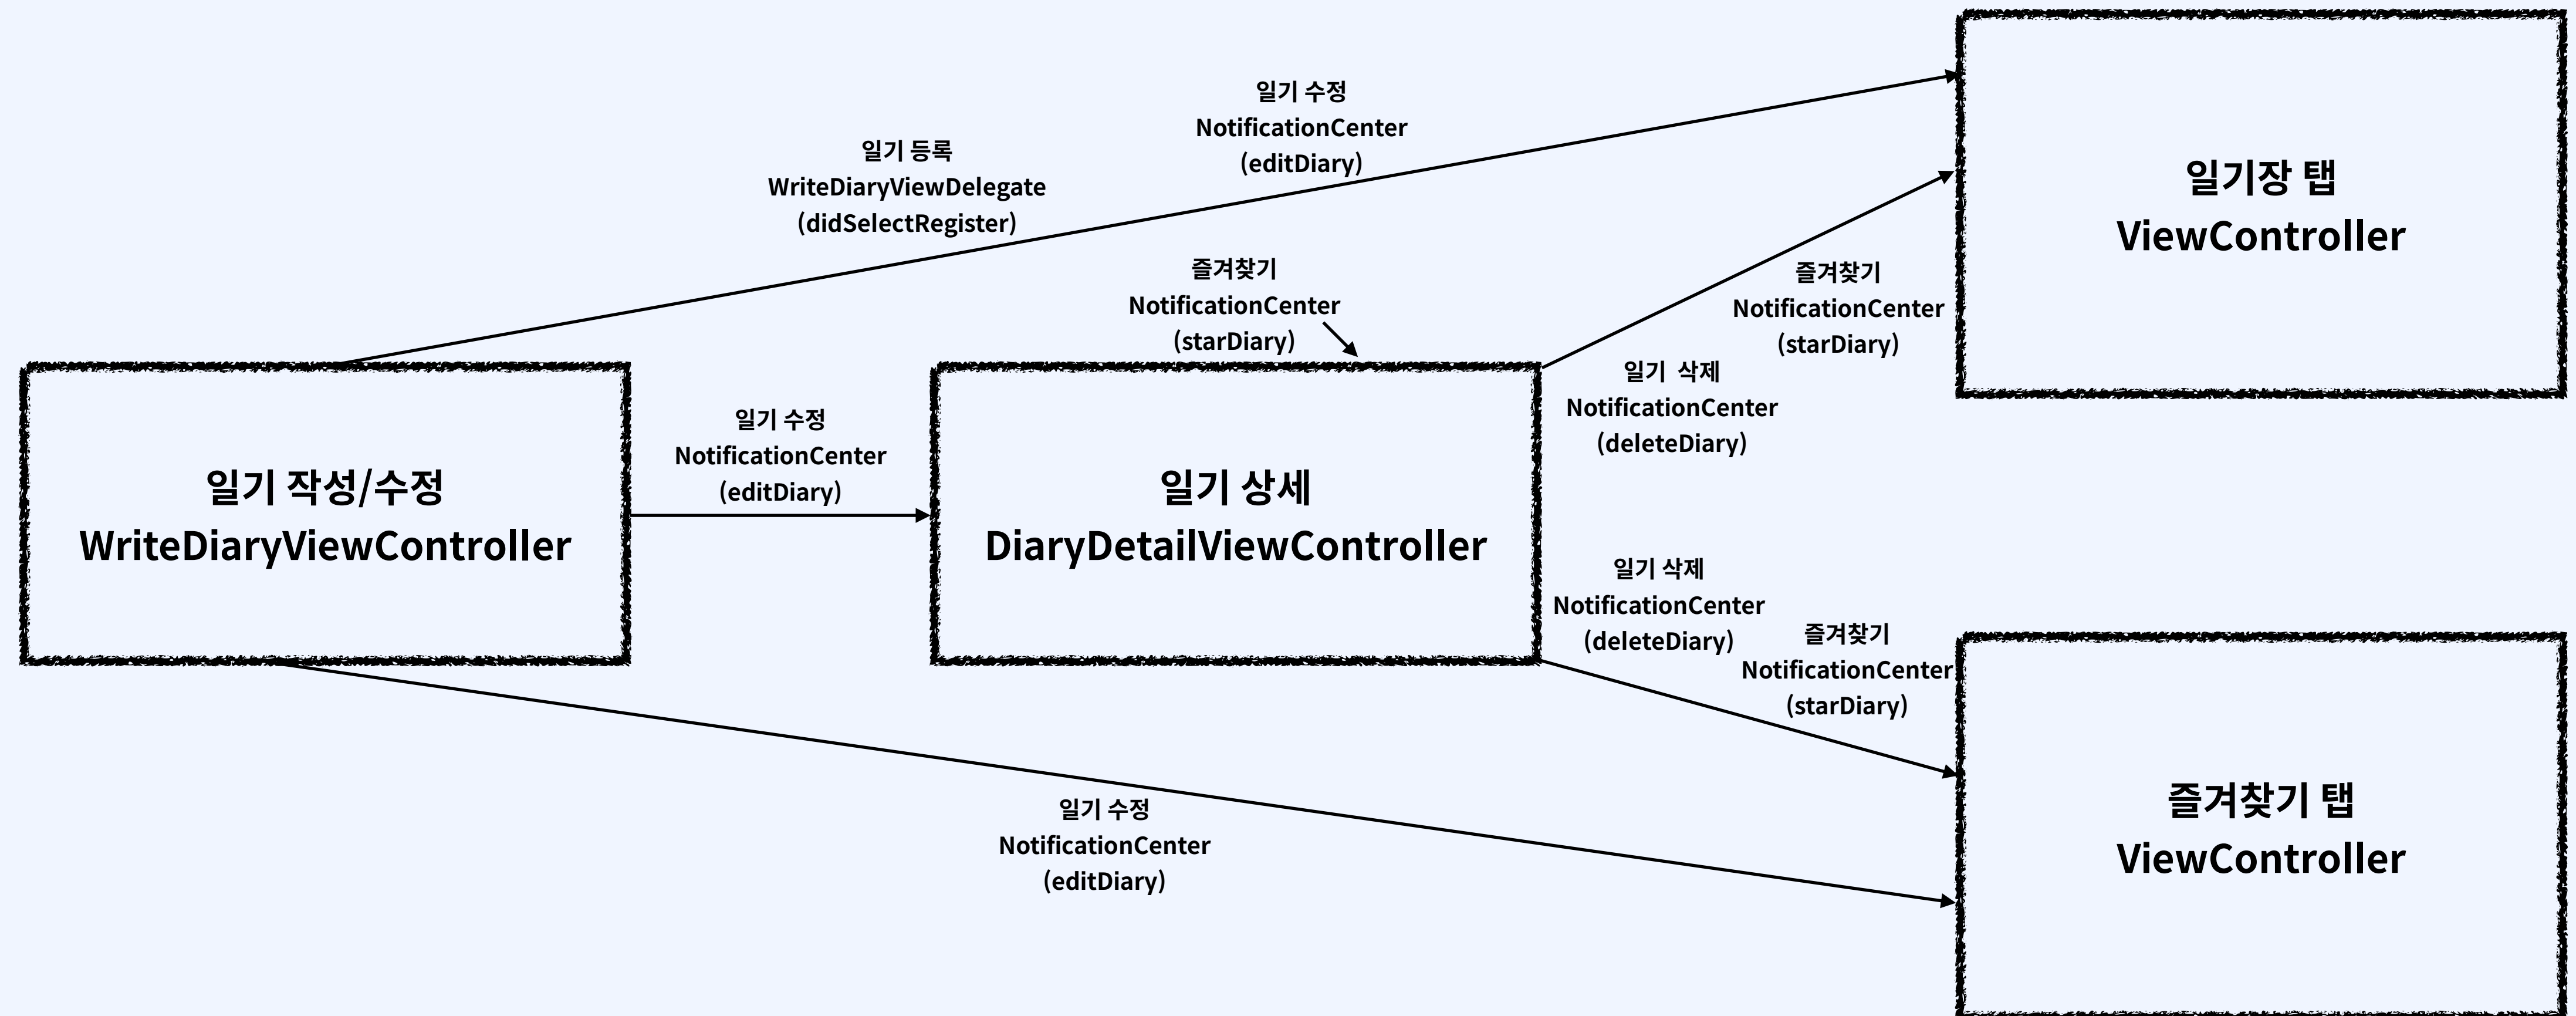 일기 수정
NotificationCenter
(editDiary)
일기 등록
WriteDiaryViewDelegate
(didSelectRegister)
일기장 탭
ViewController
즐겨찾기
NotificationCenter
(starDiary)
즐겨찾기
NotificationCenter
(starDiary)
일기 삭제
NotificationCenter
(deleteDiary)
일기 작성/수정
WriteDiaryViewController
일기 수정
NotificationCenter
(editDiary)
일기 상세
DiaryDetailViewController
일기 삭제
NotificationCenter
(deleteDiary)
즐겨찾기
NotificationCenter
(starDiary)
일기 수정
NotificationCenter
(editDiary)
즐겨찾기 탭
ViewController